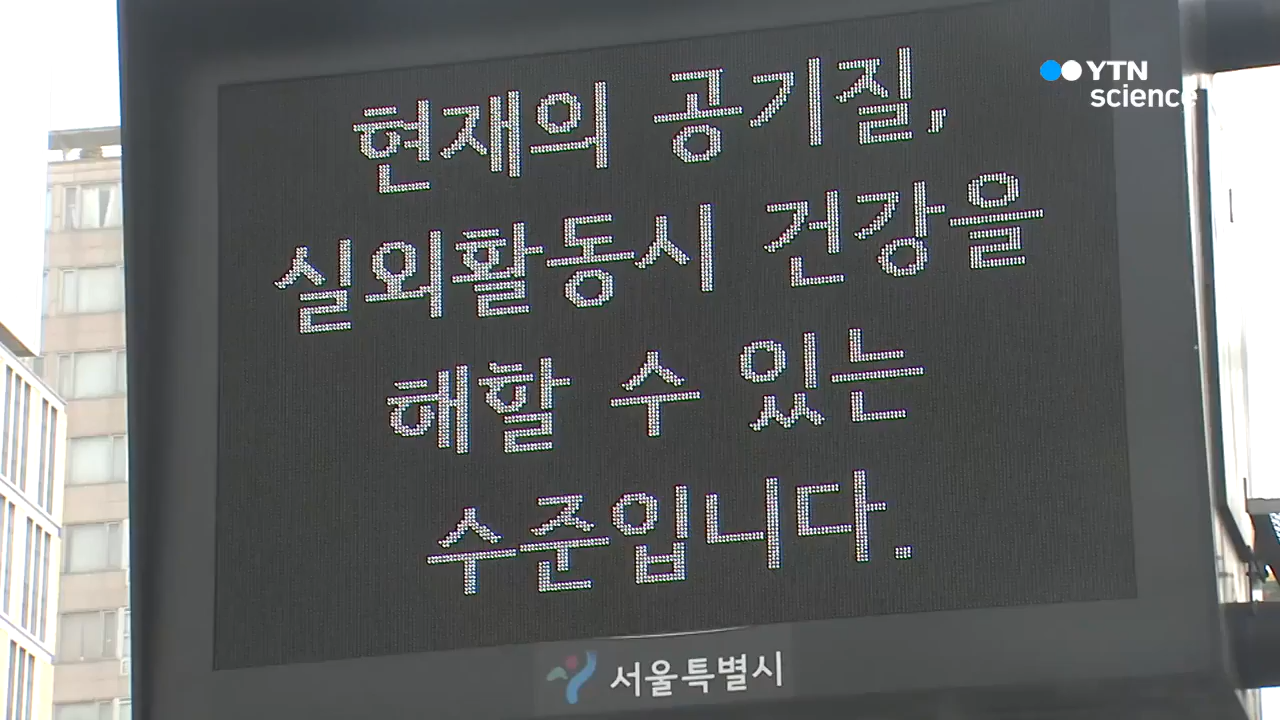 YTN
science
현재의 공기질,
실외활동시 건강을
해할 수 있는
수준입니다.
서울특별시